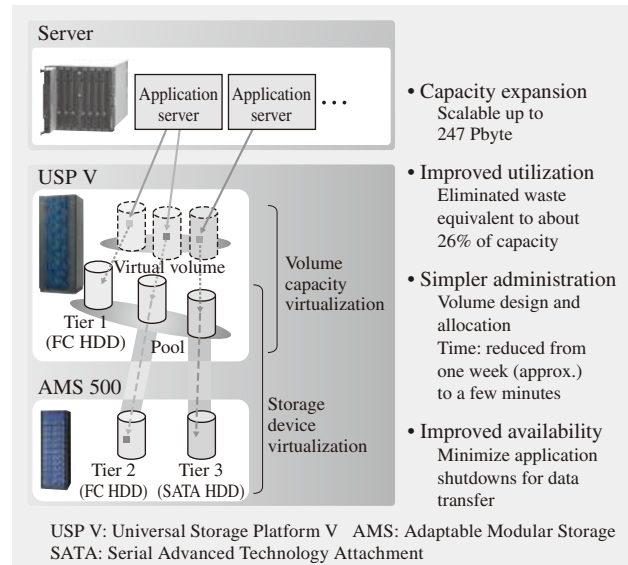 Server
Application
server
Application
server
...
USP V
Virtual volume
Tier 1
(FC HDD)
Pool
Volume
capacity
virtualization
AMS 500
Storage
device
virtualization
Tier 2
(FC HDD)
Tier 3
(SATA HDD)
• Capacity expansion
Scalable up to
247 Pbyte
• Improved utilization
Eliminated waste
equivalent to about
26% of capacity
• Simpler administration
Volume design and
allocation
Time: reduced from
one week (approx.)
to a few minutes
• Improved availability
Minimize application
shutdowns for data
transfer
USP V: Universal Storage Platform V AMS: Adaptable Modular Storage
SATA: Serial Advanced Technology Attachment